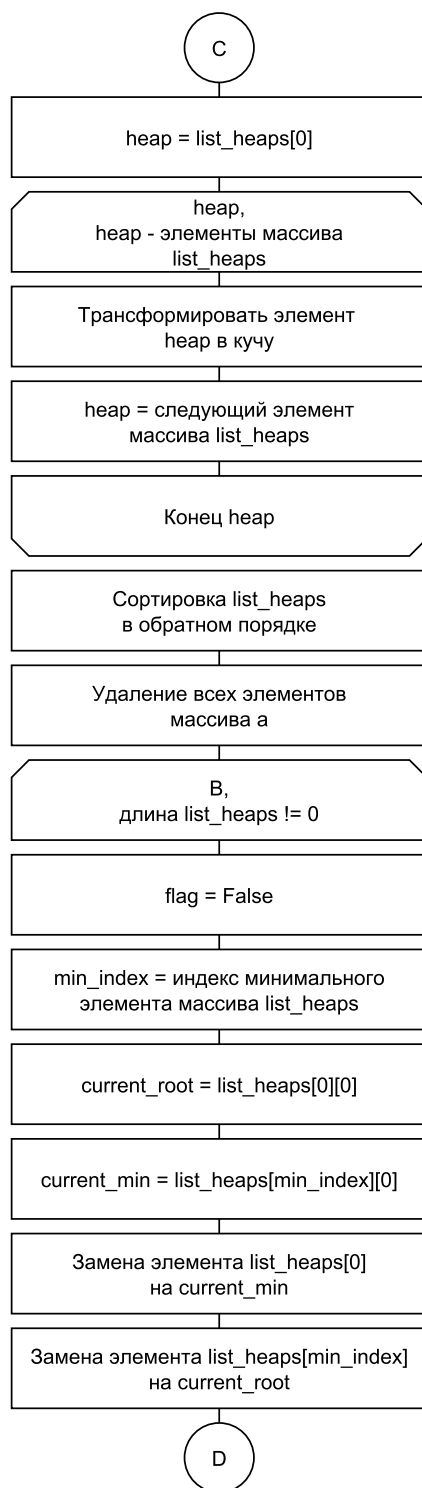 C
heap = list_heaps[0]
heap,
heap - элементы массива
list_heaps
Трансформировать элемент
heap в кучу
heap = следующий элемент
массива list_heaps
Конец heap
Сортировка list_heaps
в обратном порядке
Удаление всех элементов
массива a
B,
длина list_heaps != 0
flag = False
min_index = индекс минимального
элемента массива list_heaps
current_root = list_heaps[0][0]
current_min = list_heaps[min_index][0]
Замена элемента list_heaps[0]
на current_min
Замена элемента list_heaps[min_index]
на current_root
D